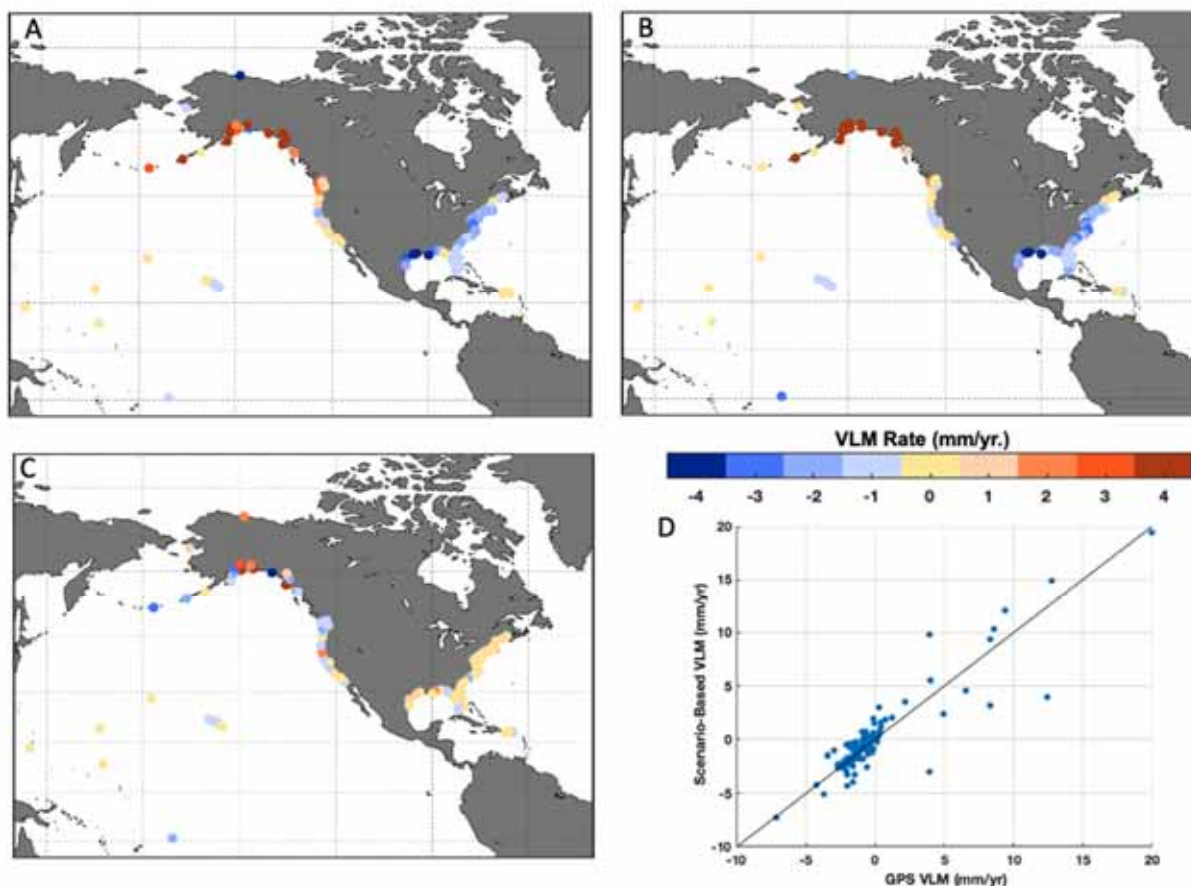 A
B
VLM Rate (mm/yr.)
-4 -3 -2 -1 0 1 2 3 4
C
D
Scenario-Based VLM (mm/yr)
20
15
10
5
0
-5
-10
-10 -5 0 5 10 15 20
GPS VLM (mm/yr)